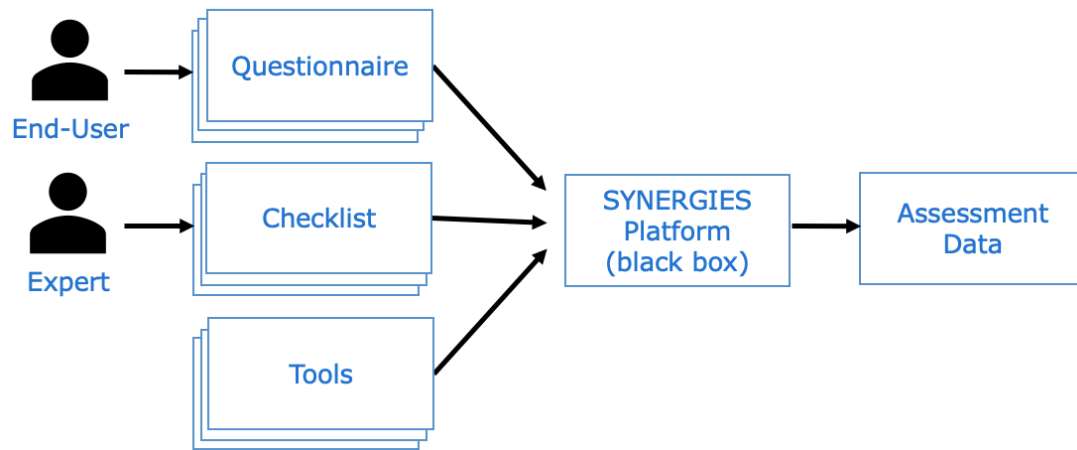 Questionnaire
End-User
Checklist
Expert
Tools
SYNERGIES
Platform
(black box)
Assessment
Data